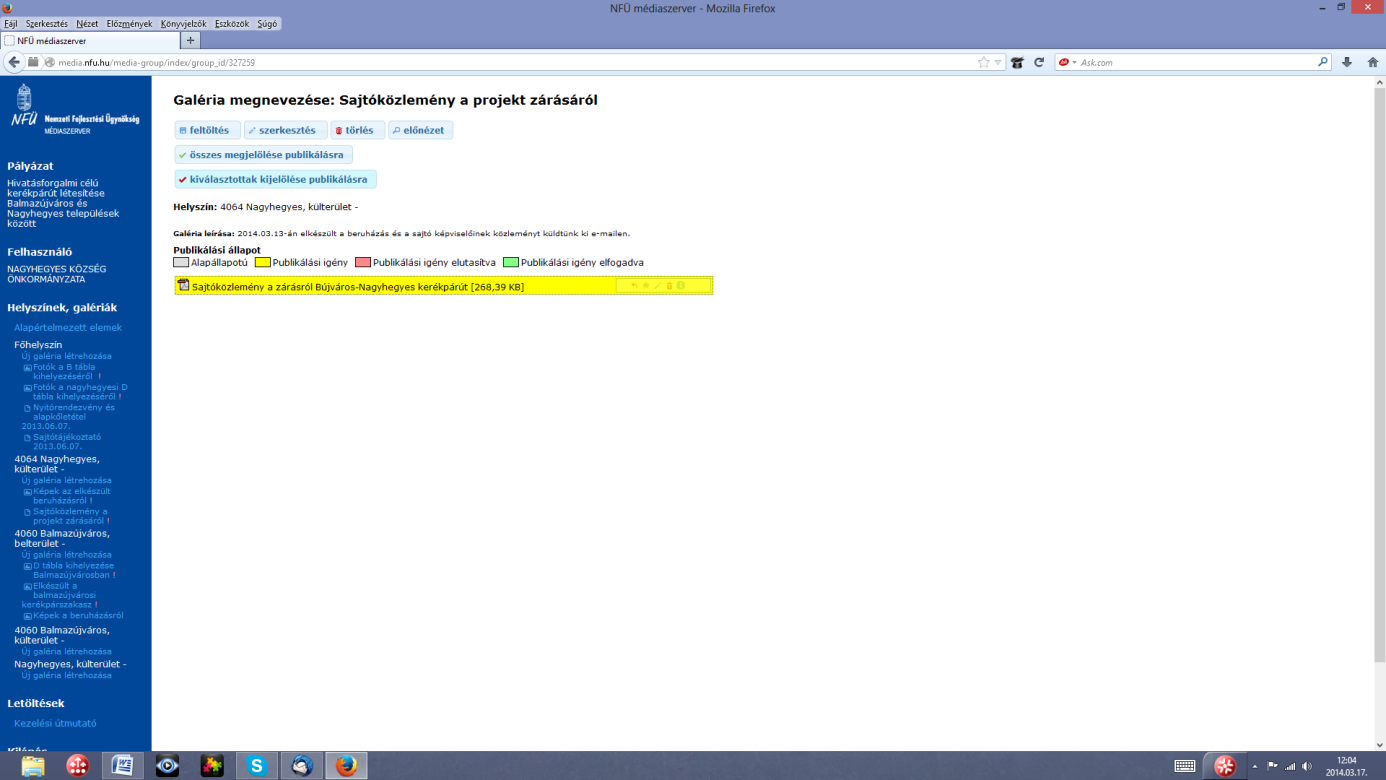 NFÜ médiaszerver - Mozilla Firefox
Fájl Szerkesztés Nézet Előzmények Könyvjelzők Eszközök Súgó
NFÜ médiaszerver
media.nfu.hu/media-group/index/group_id/327259
Ask.com
NFÜ Nemzeti Fejlesztési Ügynökség
MÉDIASZERVER
Pályázat
Hivatásforgalmi célú
kerékpárút létesítése
Balmazújváros és
Nagyhegyes települések
között
Felhasználó
NAGYHEGYES KÖZSÉG
ÖNKORMÁNYZATA
Helyszínek, galériák
Alapértelmezett elemek
Főhelyszín
Új galéria létrehozása
Fotók a B tábla
kihelyezéséről !
Fotók a nagyhegyesi D
tábla kihelyezéséről !
Nyitórendezvény és
alapkőletétel
2013.06.07.
Sajtótájékoztató
2013.06.07.
4064 Nagyhegyes,
külterület -
Új galéria létrehozása
Képek az elkészült
beruházásról !
Sajtóközlemény a
projekt zárásáról !
4060 Balmazújváros,
belterület -
Új galéria létrehozása
D tábla kihelyezése
Balmazújvárosban !
Elkészült a
balmazújvárosi
kerékpárszakasz !
Képek a beruházásról
4060 Balmazújváros,
külterület -
Új galéria létrehozása
Nagyhegyes, külterület -
Új galéria létrehozása
Letöltések
Kezelési útmutató
Kilépés
Galéria megnevezése: Sajtóközlemény a projekt zárásáról
feltöltés szerkesztés törlés előnézet
összes megjelölése publikálásra
kiválasztottak kijelölése publikálásra
Helyszín: 4064 Nagyhegyes, külterület -
Galéria leírása: 2014.03.13-án elkészült a beruházás és a sajtó képviselőinek közleményt küldtünk ki e-mailen.
Publikálási állapot
Alapállapotú Publikálási igény Publikálási igény elutasítva Publikálási igény elfogadva
Sajtóközlemény a zárásról Bújváros-Nagyhegyes kerékpárút [268,39 KB]
12:04
2014.03.17.